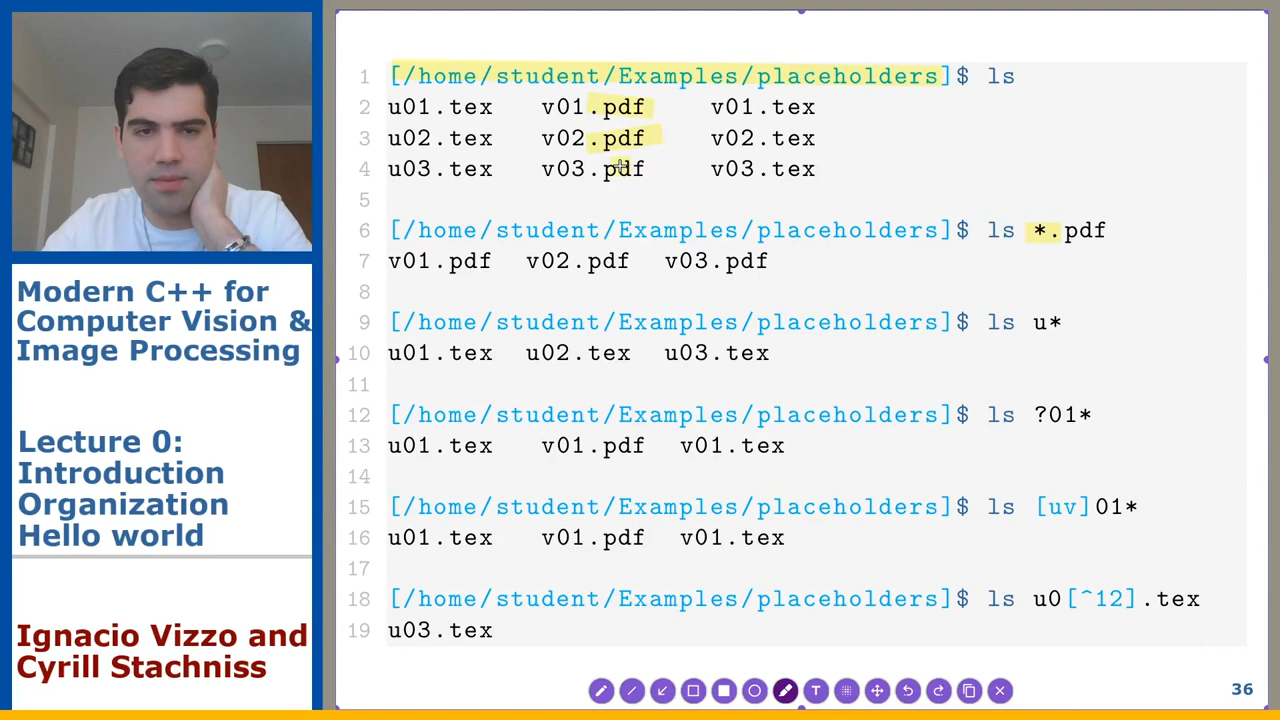 Modern C++ for
Computer Vision &
Image Processing
Lecture 0:
Introduction
Organization
Hello world
Ignacio Vizzo and
Cyrill Stachniss
1 [/home/student/Examples/placeholders]$ ls
2 u01.tex v01.pdf v01.tex
3 u02.tex v02.pdf v02.tex
4 u03.tex v03.pdf v03.tex
5
6 [/home/student/Examples/placeholders]$ ls *.pdf
7 v01.pdf v02.pdf v03.pdf
8
9 [/home/student/Examples/placeholders]$ ls u*
10 u01.tex u02.tex u03.tex
11
12 [/home/student/Examples/placeholders]$ ls ?01*
13 u01.tex v01.pdf v01.tex
14
15 [/home/student/Examples/placeholders]$ ls [uv]01*
16 u01.tex v01.pdf v01.tex
17
18 [/home/student/Examples/placeholders]$ ls u0[^12].tex
19 u03.tex
T
36